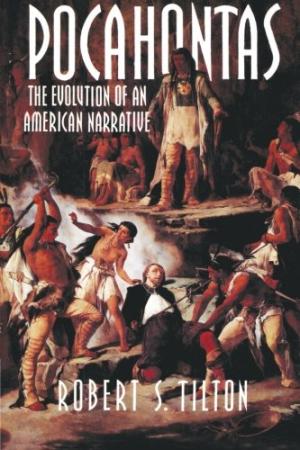 POCAHONTAS
THE EVOLUTION OF AN
AMERICAN NARRATIVE
ROBERT S. TILTON